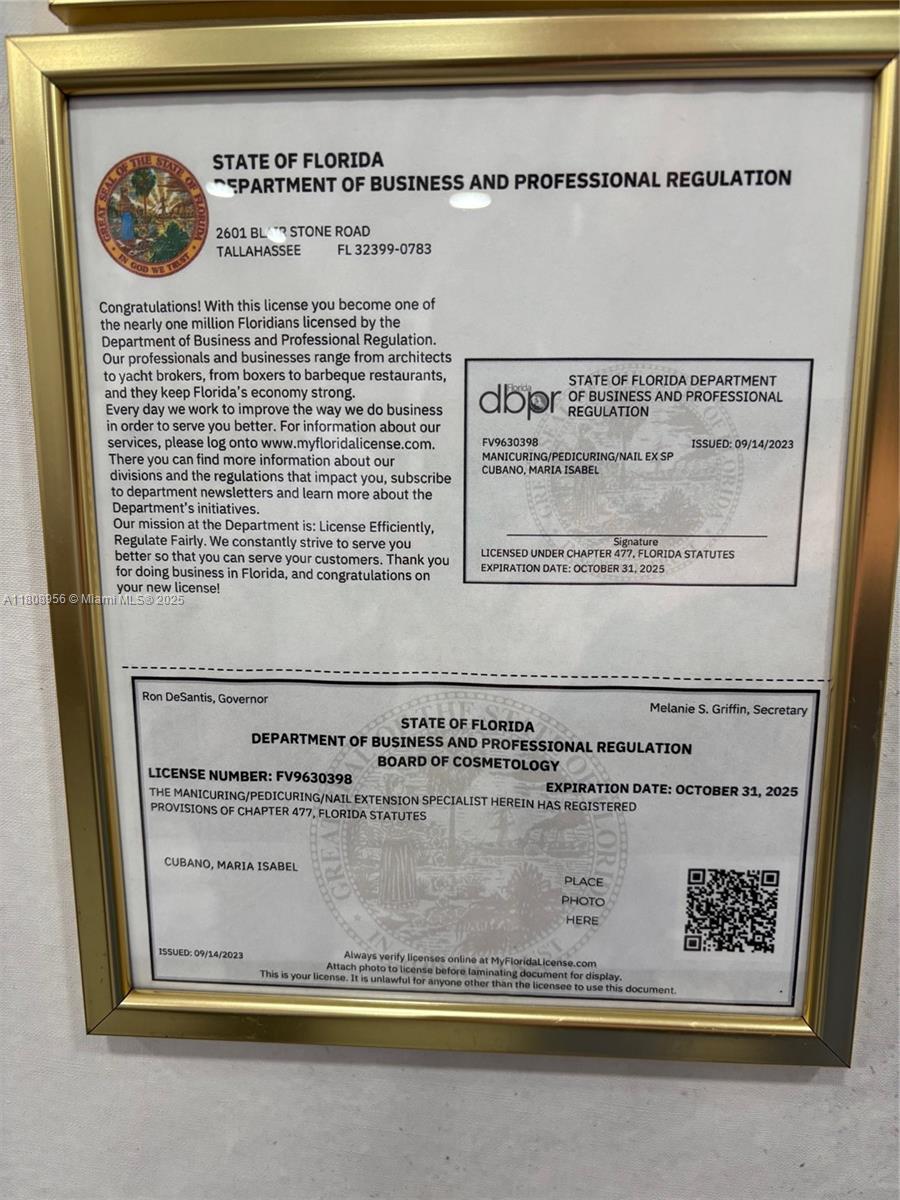 GREAT SEAL OF THE STATE OF FLORIDA
IN GOD WE TRUST
STATE OF FLORIDA
DEPARTMENT OF BUSINESS AND PROFESSIONAL REGULATION
2601 BLAIR STONE ROAD
TALLAHASSEE FL 32399-0783
Congratulations! With this license you become one of
the nearly one million Floridians licensed by the
Department of Business and Professional Regulation.
Our professionals and businesses range from architects
to yacht brokers, from boxers to barbeque restaurants,
and they keep Florida's economy strong.
Every day we work to improve the way we do business
in order to serve you better. For information about our
services, please log onto www.myfloridalicense.com.
There you can find more information about our
divisions and the regulations that impact you, subscribe
to department newsletters and learn more about the
Department's initiatives.
Our mission at the Department is: License Efficiently,
Regulate Fairly. We constantly strive to serve you
better so that you can serve your customers. Thank you
for doing business in Florida, and congratulations on
your new license!
Florida
dbpr
STATE OF FLORIDA DEPARTMENT
OF BUSINESS AND PROFESSIONAL
REGULATION
FV9630398 ISSUED: 09/14/2023
MANICURING/PEDICURING/NAIL EX SP
CUBANO, MARIA ISABEL
Signature
LICENSED UNDER CHAPTER 477, FLORIDA STATUTES
EXPIRATION DATE: OCTOBER 31, 2025
A11808956 © Miami MLS® 2025
Ron DeSantis, Governor
Melanie S. Griffin, Secretary
STATE OF FLORIDA
DEPARTMENT OF BUSINESS AND PROFESSIONAL REGULATION
BOARD OF COSMETOLOGY
LICENSE NUMBER: FV9630398
EXPIRATION DATE: OCTOBER 31, 2025
THE MANICURING/PEDICURING/NAIL EXTENSION SPECIALIST HEREIN HAS REGISTERED
PROVISIONS OF CHAPTER 477, FLORIDA STATUTES
CUBANO, MARIA ISABEL
PLACE
PHOTO
HERE
ISSUED: 09/14/2023
Always verify licenses online at MyFloridaLicense.com
Attach photo to license before laminating document for display.
This is your license. It is unlawful for anyone other than the licensee to use this document.